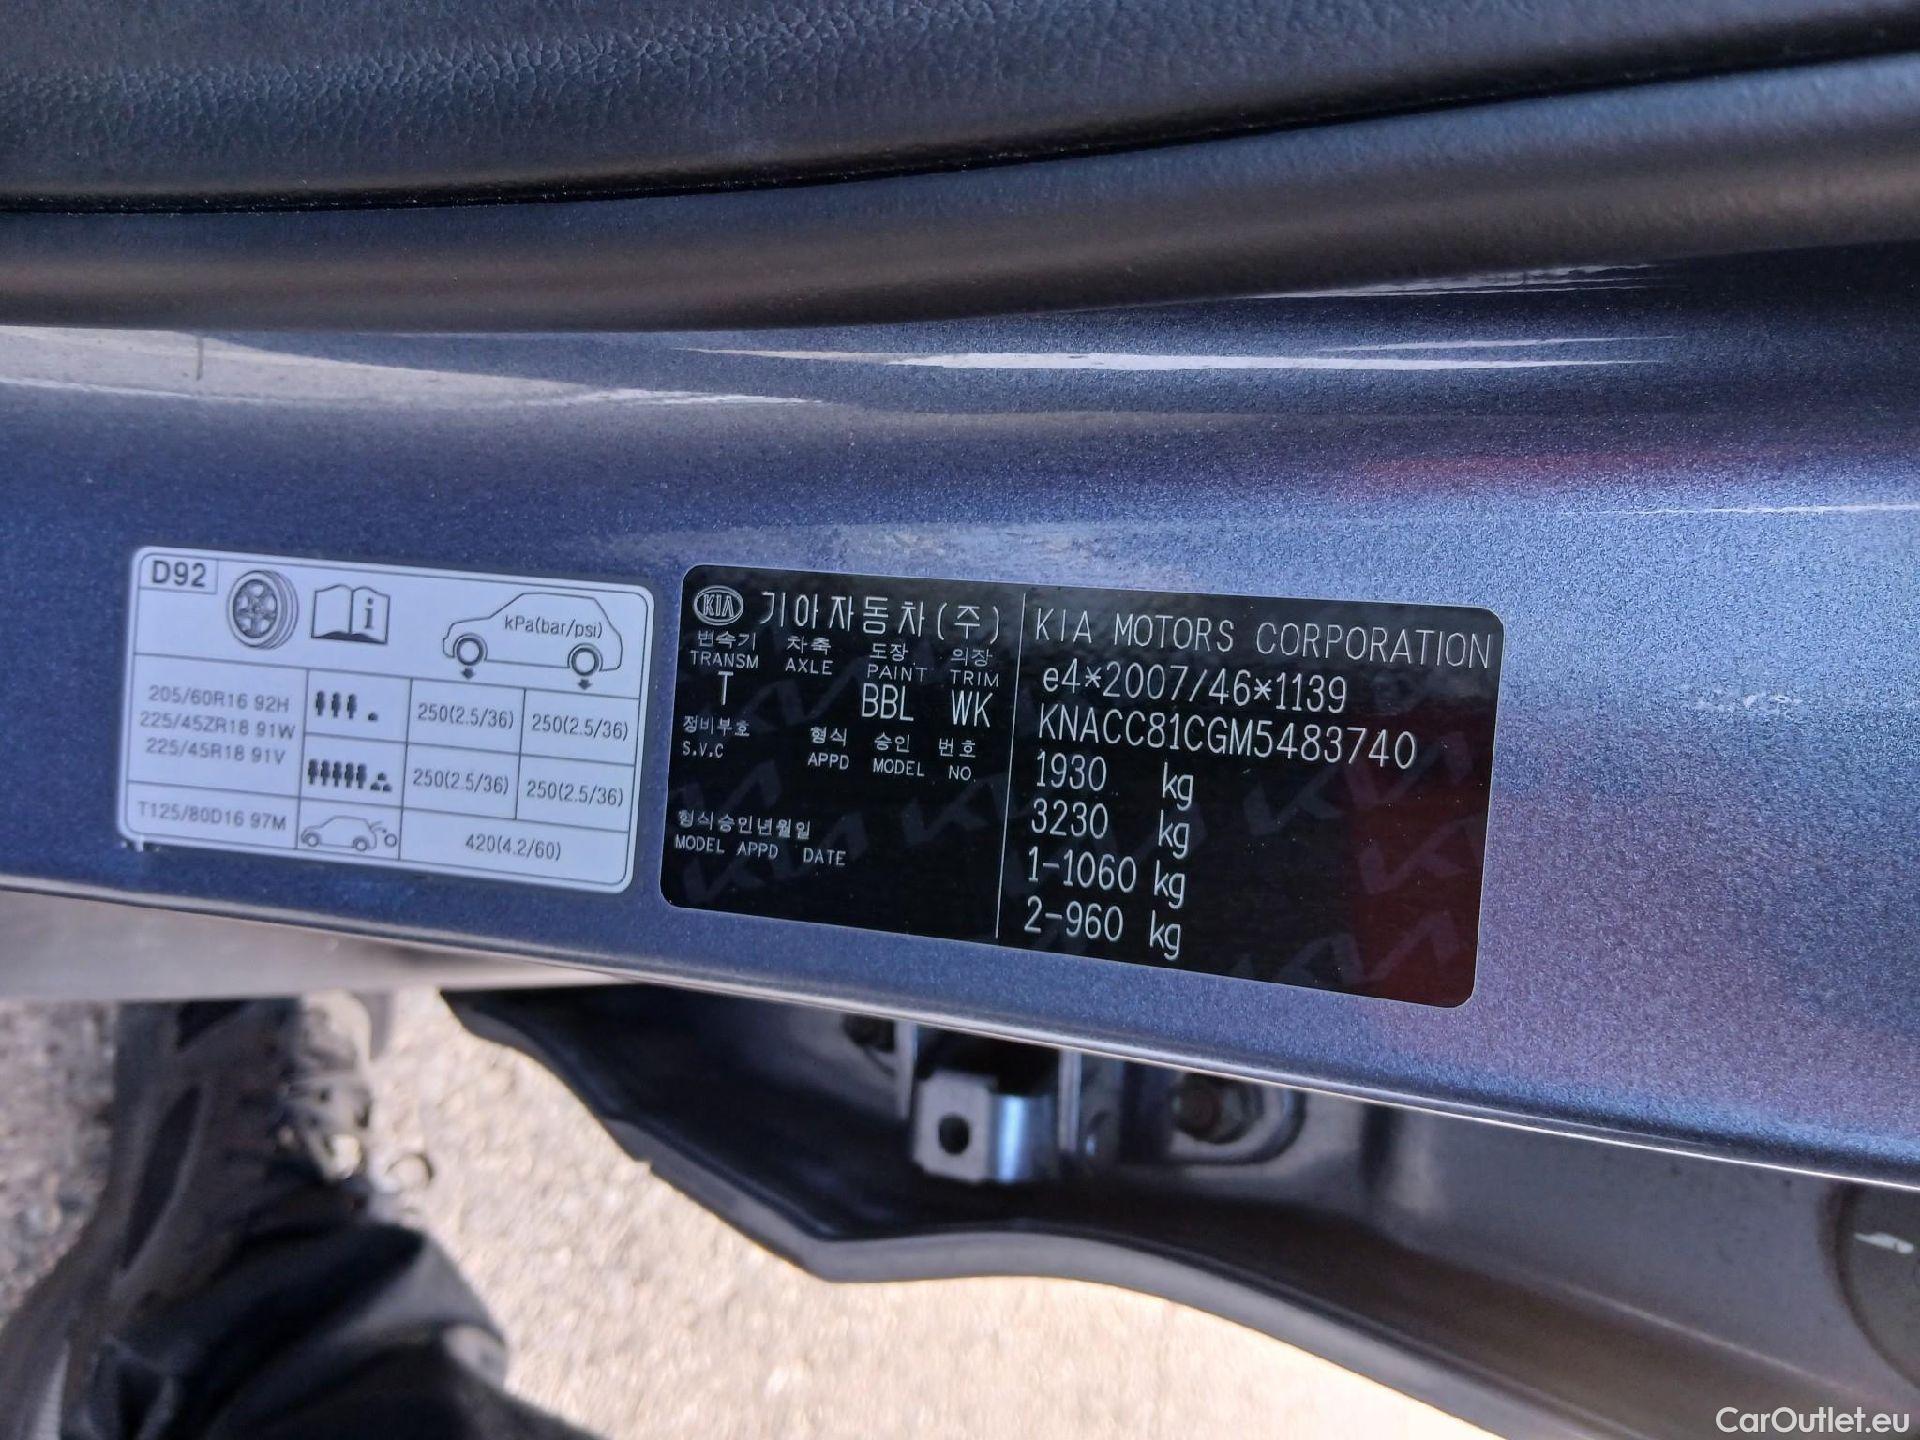 D92
kPa(bar/psi)
205/60R16 92H
225/45ZR18 91W
225/45R18 91V
250(2.5/36) 250(2.5/36)
250(2.5/36) 250(2.5/36)
T125/80D16 97M
420(4.2/60)
KIA 기아자동차(주)
변속기 차축 도장 의장
TRANSM AXLE PAINT TRIM
T BBL WK
정비부호 형식 승인 번호
S.V.C APPD MODEL NO.
형식승인년월일
MODEL APPD DATE
KIA MOTORS CORPORATION
e4*2007/46*1139
KNACC81CGM5483740
1930 kg
3230 kg
1-1060 kg
2-960 kg
CarOutlet.eu